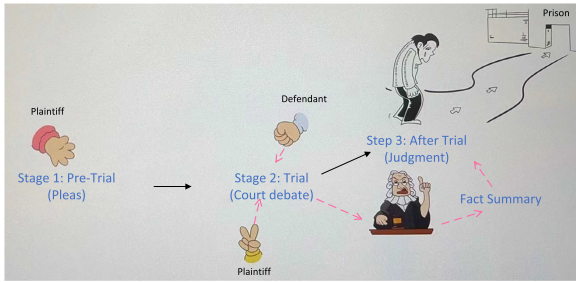 Prison
Plaintiff
Defendant
Stage 1: Pre-Trial
(Pleas)
Stage 2: Trial
(Court debate)
Step 3: After Trial
(Judgment)
Fact Summary
Plaintiff